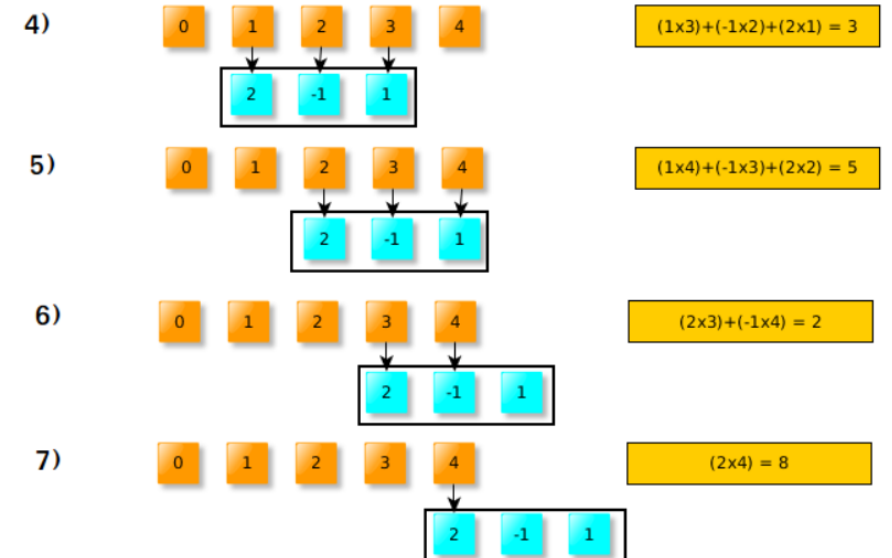 4)
0 1 2 3 4
(1x3)+(-1x2)+(2x1) = 3
2 -1 1
5)
0 1 2 3 4
(1x4)+(-1x3)+(2x2) = 5
2 -1 1
6)
0 1 2 3 4
(2x3)+(-1x4) = 2
2 -1 1
7)
0 1 2 3 4
(2x4) = 8
2 -1 1